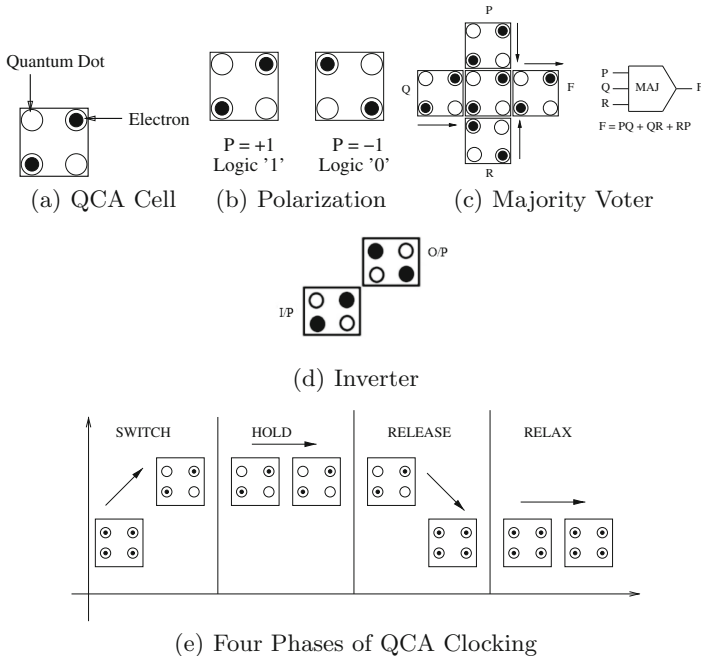 Quantum Dot
Electron
(a) QCA Cell
P = +1
Logic '1'
P = −1
Logic '0'
(b) Polarization
P
Q
F
R
P
Q
R
MAJ
F
F = PQ + QR + RP
(c) Majority Voter
O/P
I/P
(d) Inverter
SWITCH
HOLD
RELEASE
RELAX
(e) Four Phases of QCA Clocking